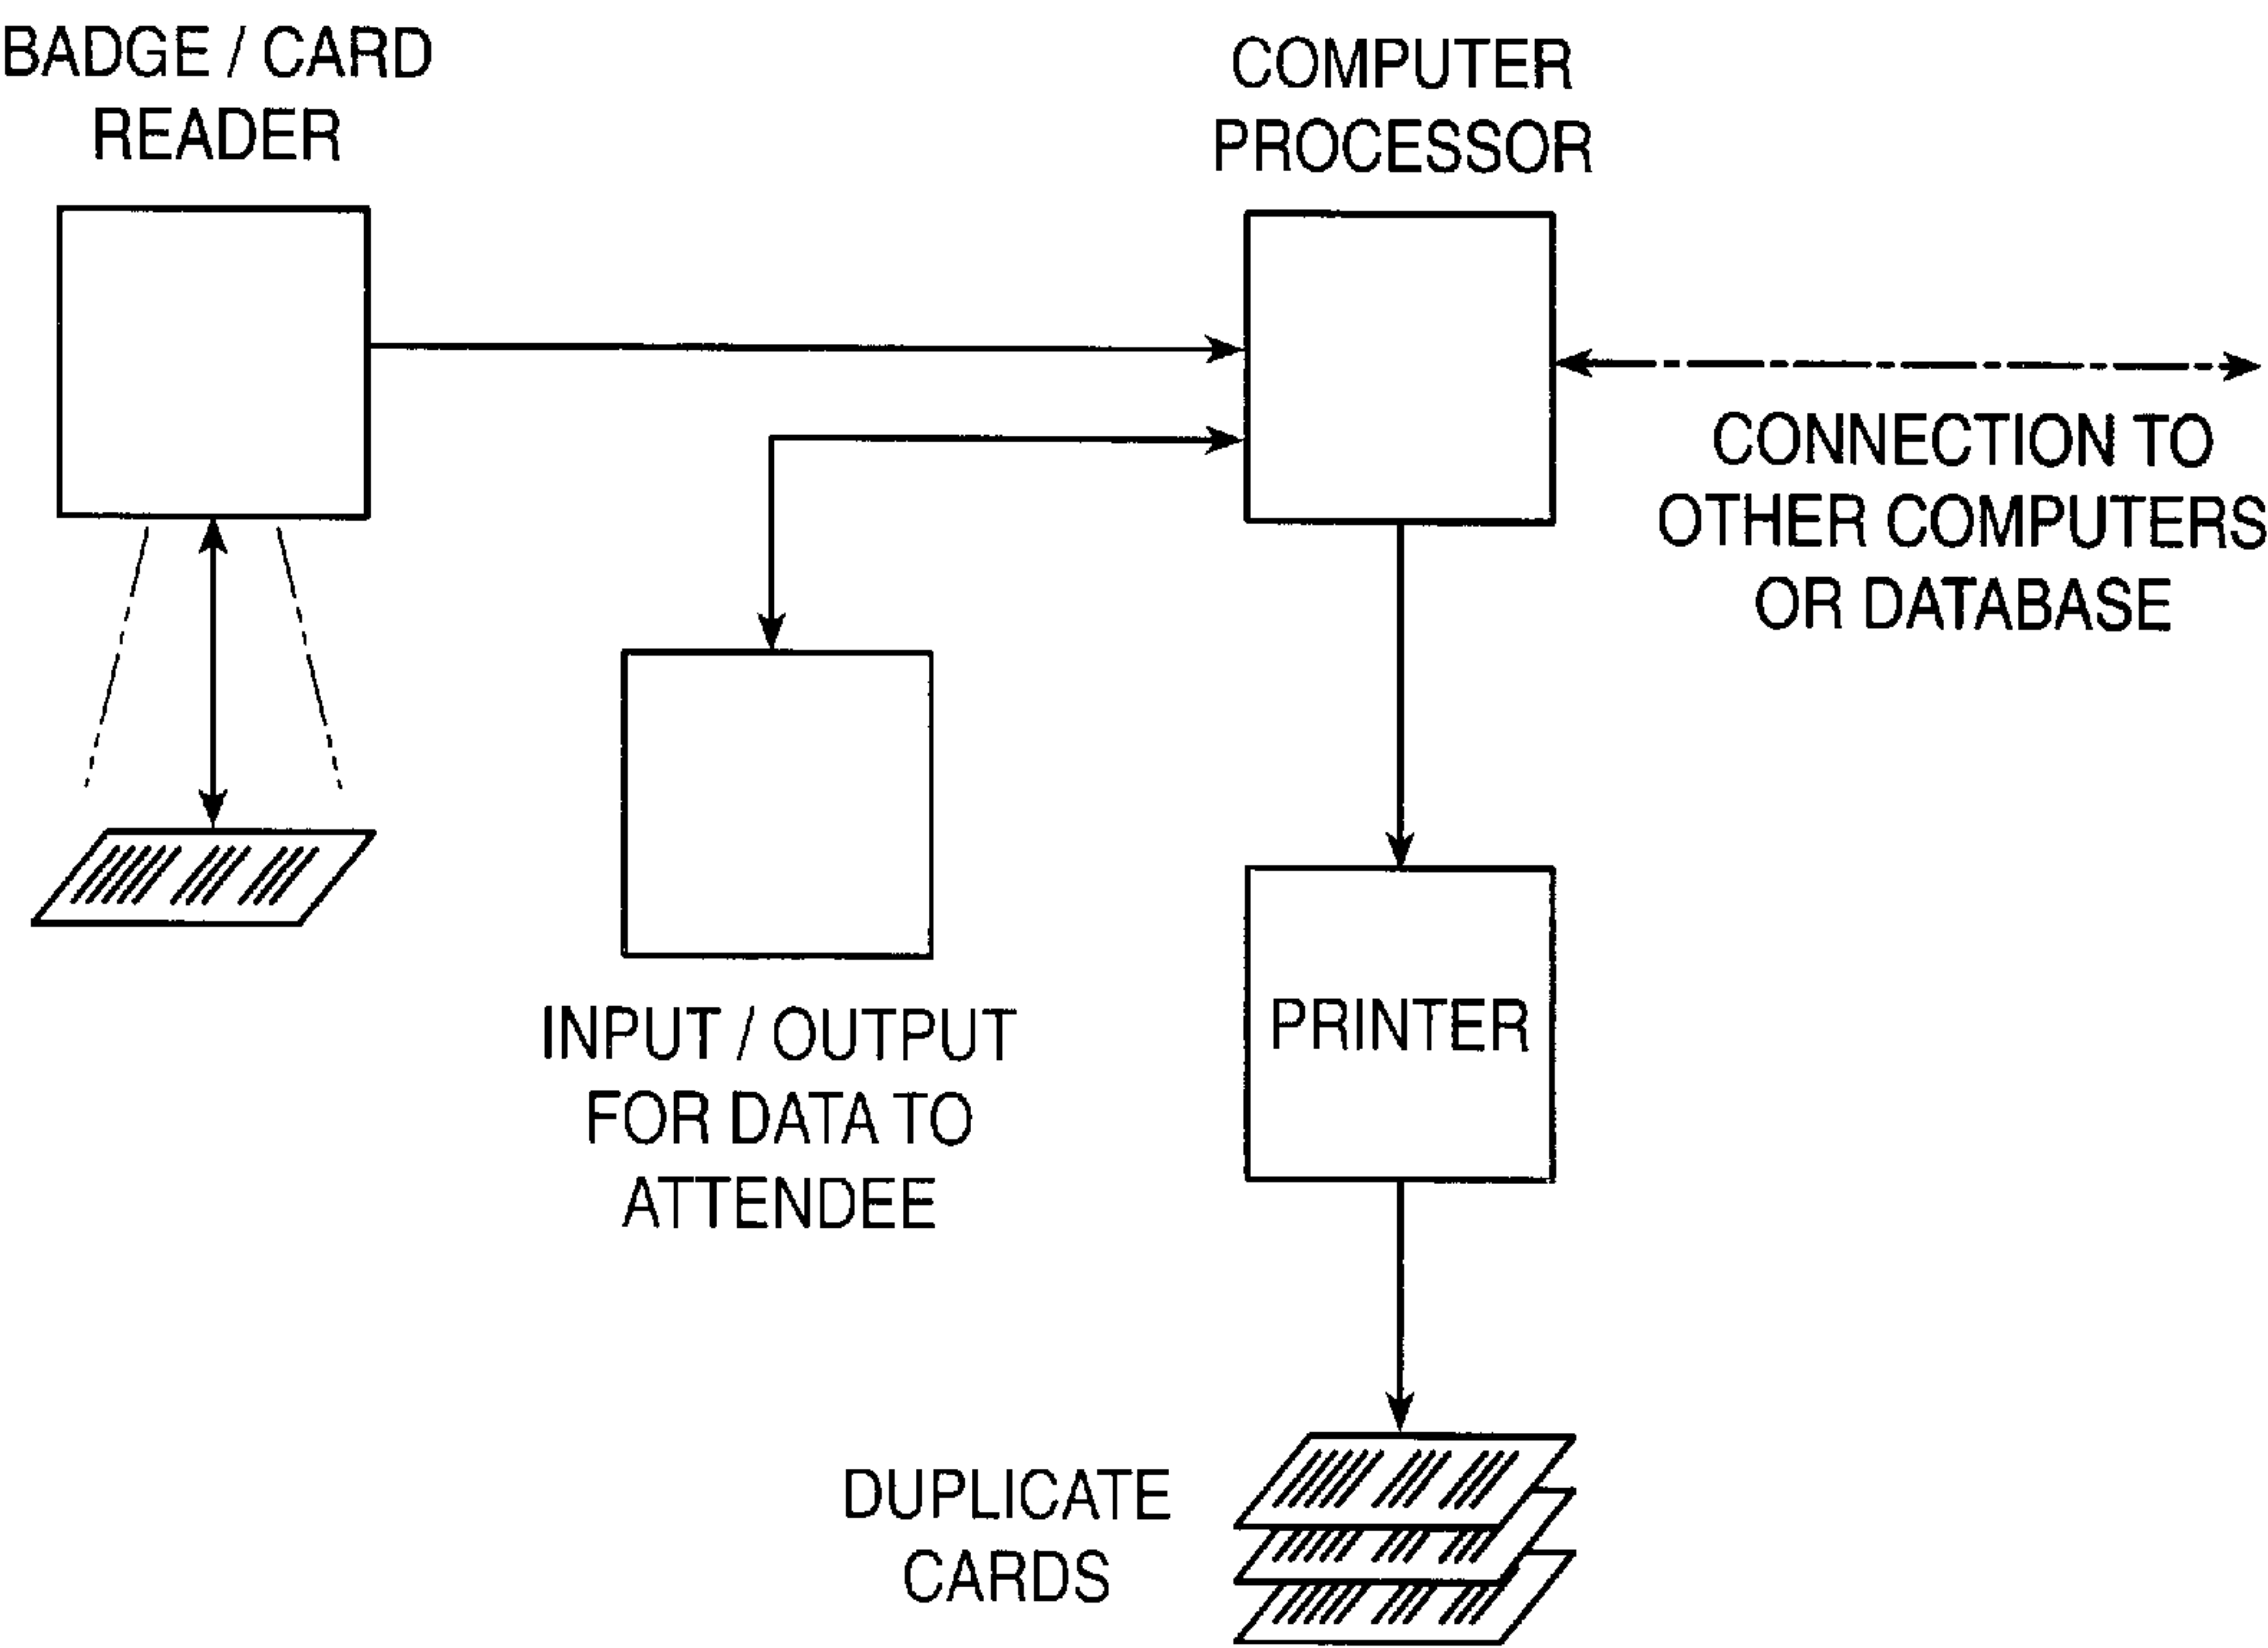 BADGE / CARD
READER
COMPUTER
PROCESSOR
CONNECTION TO
OTHER COMPUTERS
OR DATABASE
INPUT / OUTPUT
FOR DATA TO
ATTENDEE
PRINTER
DUPLICATE
CARDS